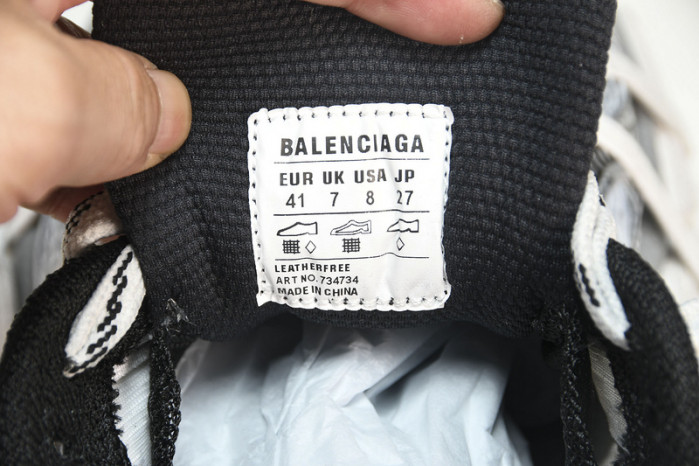 BALENCIAGA
EUR UK USA JP
41 7 8 27
LEATHERFREE
ART NO.734734
MADE IN CHINA